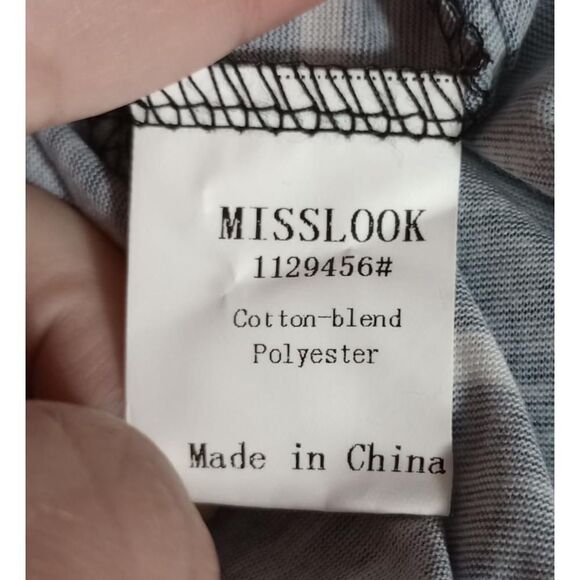 MISSLOOK
1129456#
Cotton-blend
Polyester
Made in China